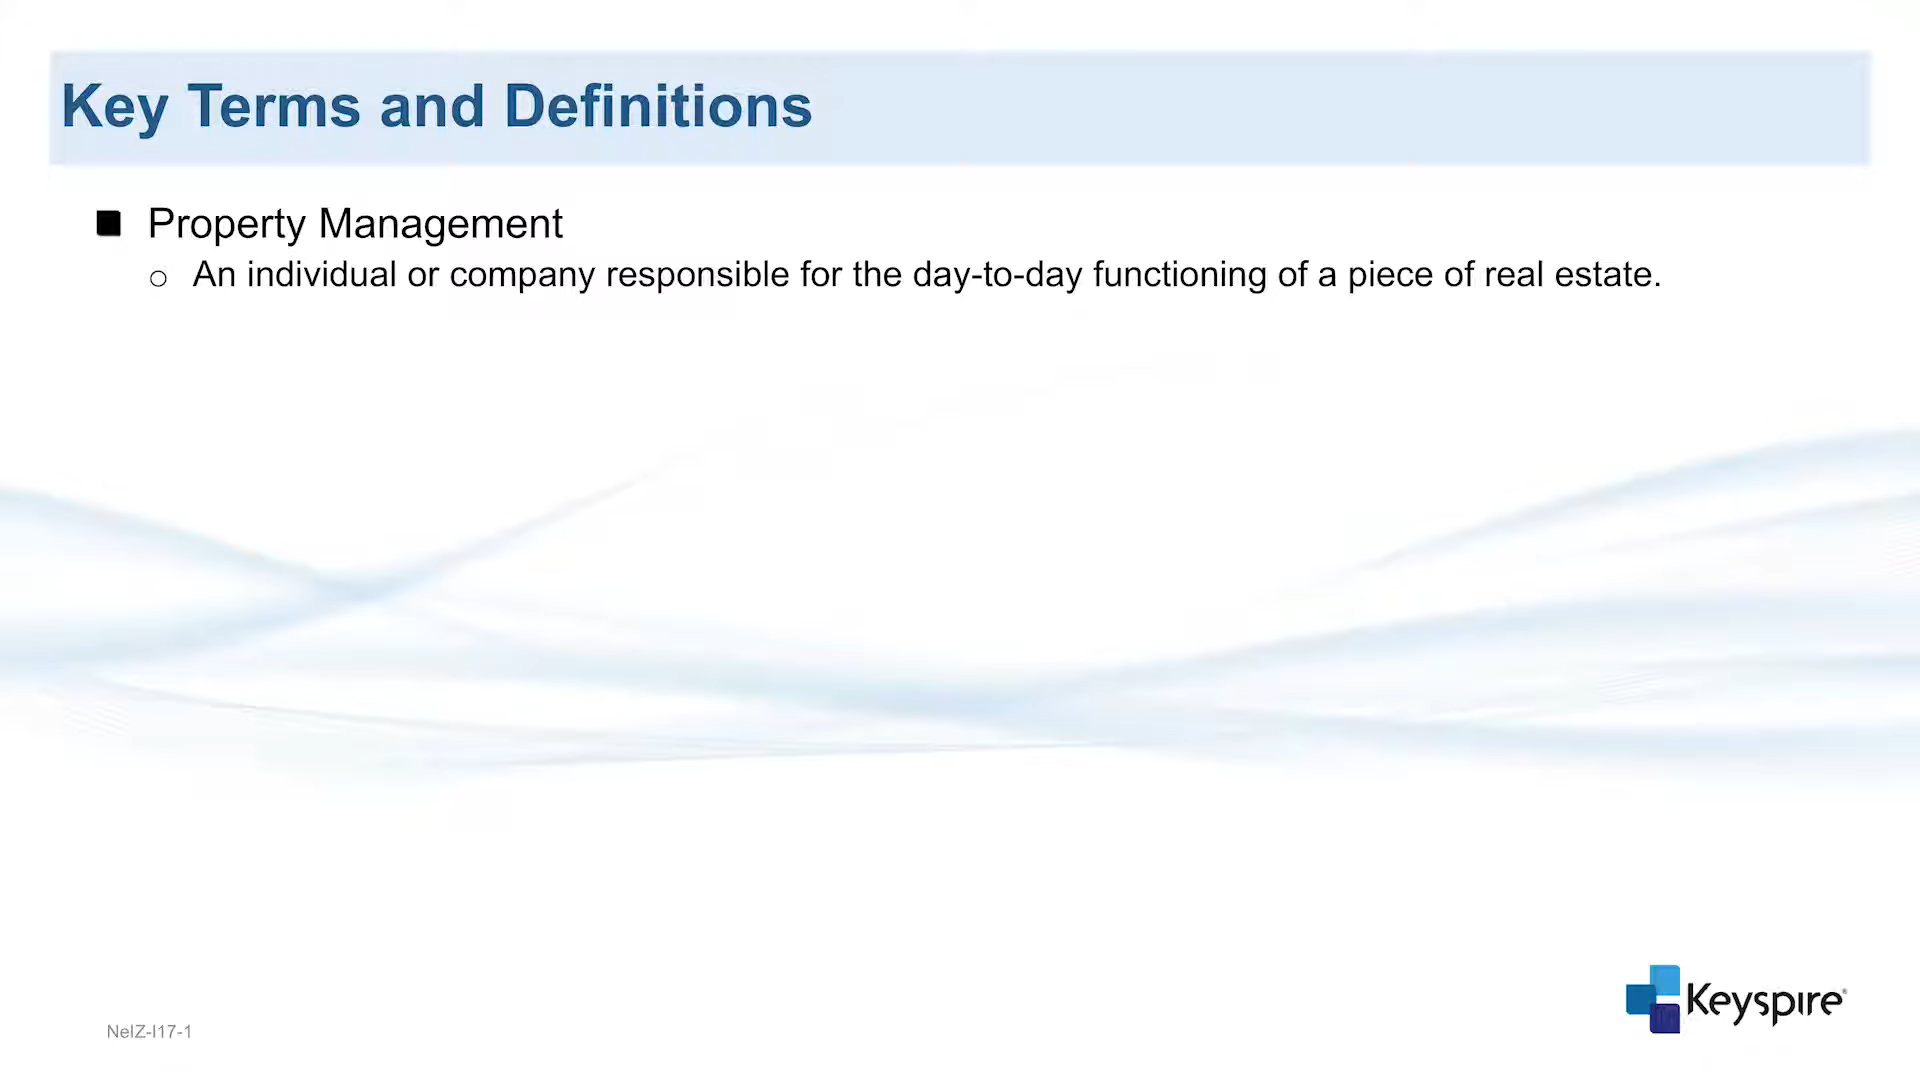 Key Terms and Definitions
Property Management
An individual or company responsible for the day-to-day functioning of a piece of real estate.
Keyspire®
NeIZ-I17-1